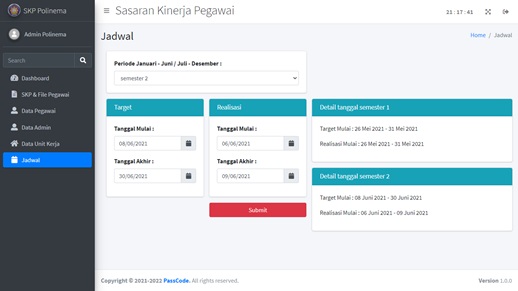 SKP Polinema
Sasaran Kinerja Pegawai
21 : 17 : 41
Admin Polinema
Jadwal
Home / Jadwal
Search
Dashboard
SKP & File Pegawai
Data Pegawai
Data Admin
Data Unit Kerja
Jadwal
Periode Januari - Juni / Juli - Desember :
semester 2
Target
Tanggal Mulai :
08/06/2021
Tanggal Akhir :
30/06/2021
Realisasi
Tanggal Mulai :
06/06/2021
Tanggal Akhir :
09/06/2021
Submit
Detail tanggal semester 1
Target Mulai : 26 Mei 2021 - 31 Mei 2021
Realisasi Mulai : 26 Mei 2021 - 31 Mei 2021
Detail tanggal semester 2
Target Mulai : 08 Juni 2021 - 30 Juni 2021
Realisasi Mulai : 06 Juni 2021 - 09 Juni 2021
Copyright © 2021-2022 PassCode. All rights reserved.
Version 1.0.0